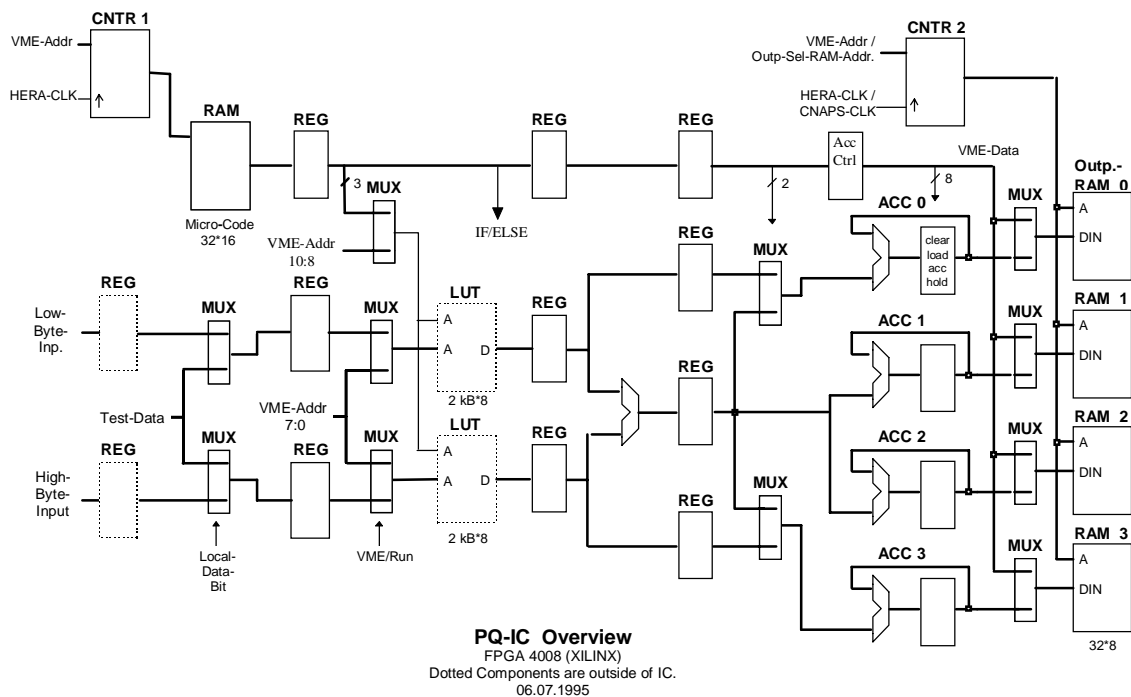 CNTR 1
VME-Addr
HERA-CLK
RAM
Micro-Code
32*16
REG
3
MUX
VME-Addr
10:8
IF/ELSE
REG
REG
2
Acc
Ctrl
8
VME-Data
CNTR 2
VME-Addr /
Outp-Sel-RAM-Addr.
HERA-CLK /
CNAPS-CLK
Outp.-
RAM 0
A
DIN
MUX
ACC 0
clear
load
acc
hold
REG
MUX
Low-
Byte-
Inp.
REG
MUX
REG
MUX
LUT
A
A
D
2 kB*8
REG
Test-Data
VME-Addr
7:0
High-
Byte-
Input
REG
MUX
REG
MUX
LUT
A
A
D
2 kB*8
REG
REG
Local-
Data-
Bit
VME/Run
REG
MUX
ACC 1
MUX
RAM 1
A
DIN
ACC 2
MUX
RAM 2
A
DIN
ACC 3
MUX
RAM 3
A
DIN
32*8
PQ-IC Overview
FPGA 4008 (XILINX)
Dotted Components are outside of IC.
06.07.1995